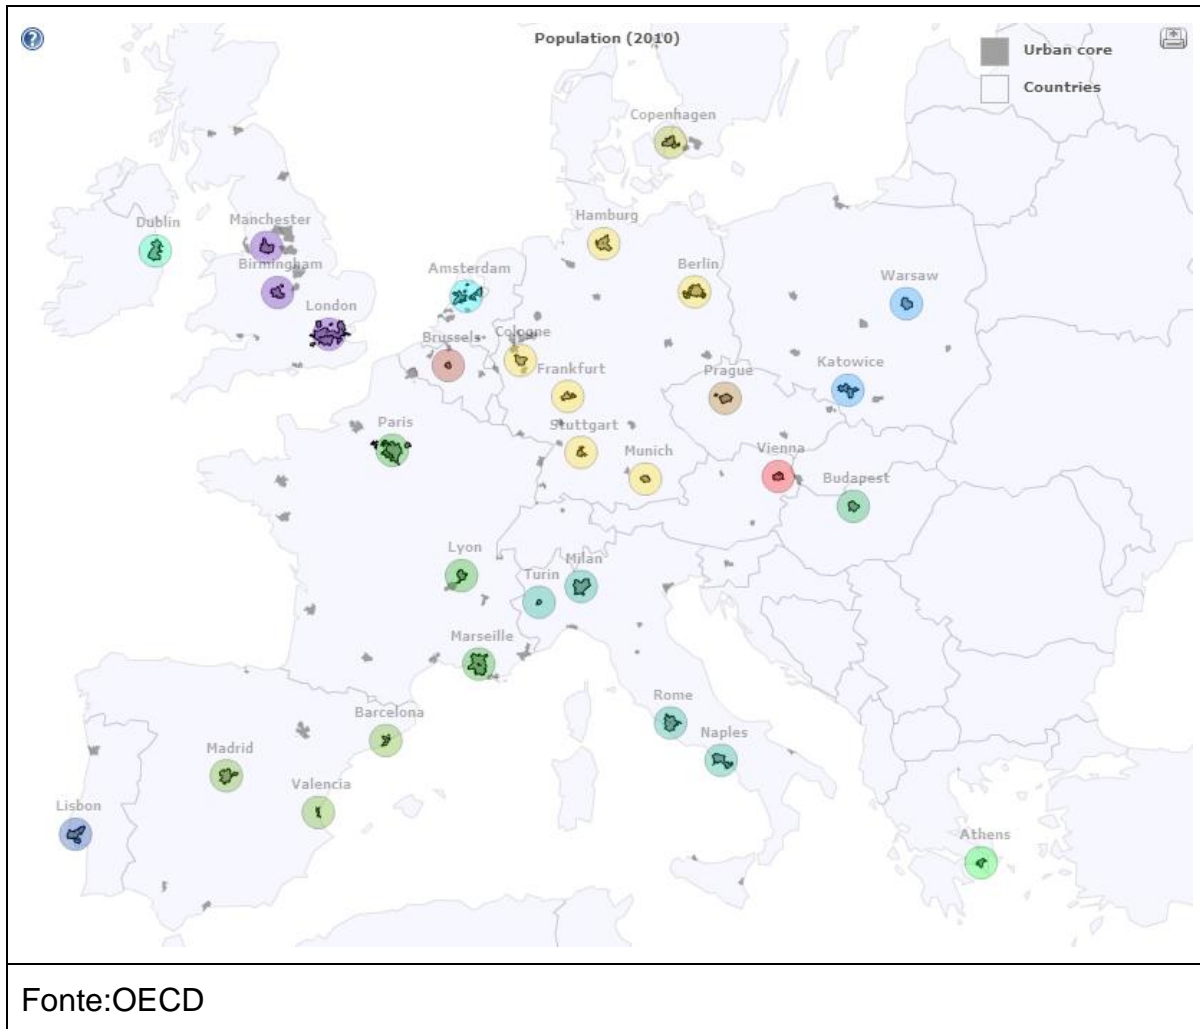 ?
Population (2010)
Urban core
Countries
Copenhagen
Dublin
Manchester
Hamburg
Birmingham
Amsterdam
Berlin
Warsaw
London
Brussels
Cologne
Frankfurt
Prague
Katowice
Paris
Stuttgart
Munich
Vienna
Budapest
Lyon
Turin
Milan
Marseille
Rome
Barcelona
Naples
Madrid
Valencia
Lisbon
Athens
Fonte:OECD